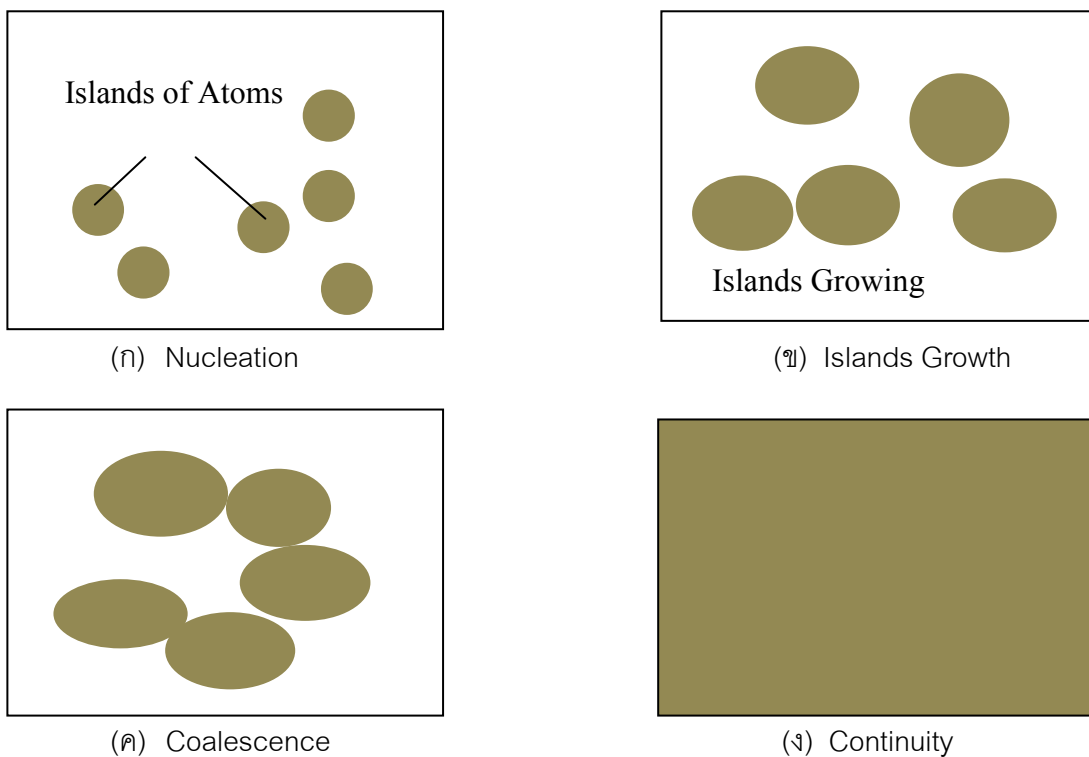 Islands of Atoms
(ก) Nucleation
Islands Growing
(ข) Islands Growth
(ค) Coalescence
(ง) Continuity